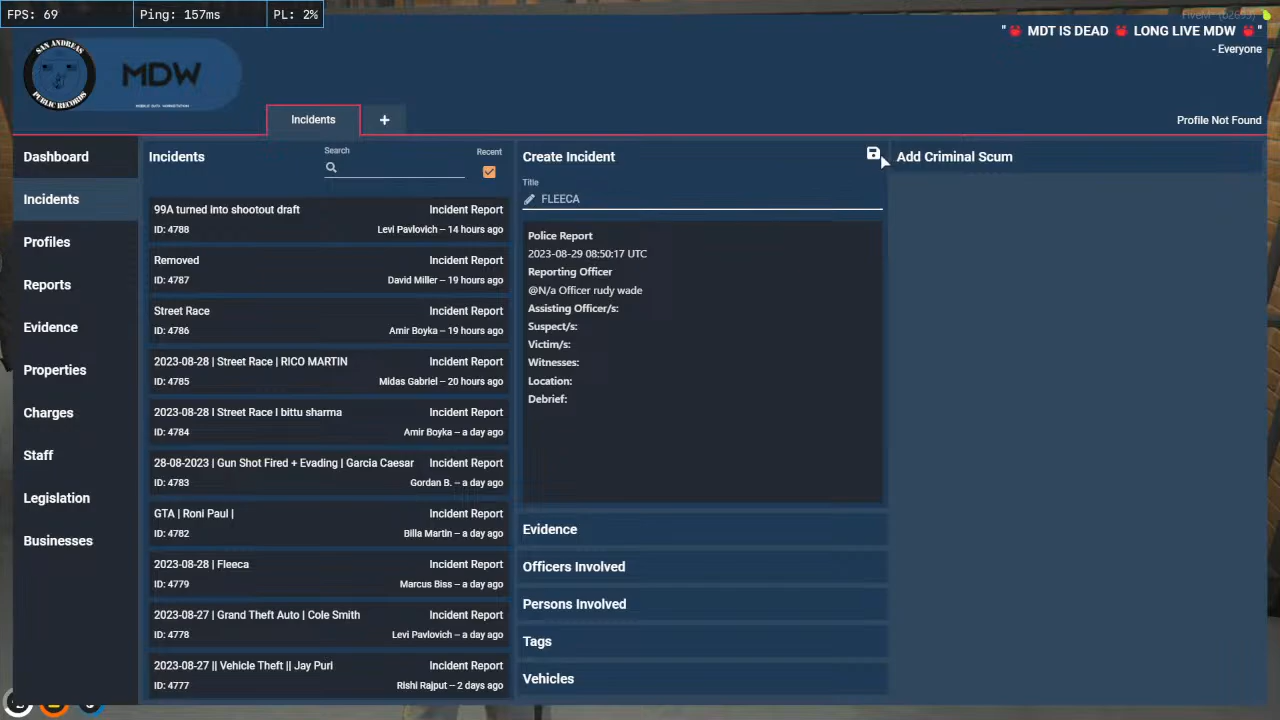 FPS: 69
Ping: 157ms
PL: 2%
" MDT IS DEAD LONG LIVE MDW "
- Everyone
SAN ANDREAS
PUBLIC RECORDS
MDW
Incidents
+
Profile Not Found
Dashboard
Incidents
Profiles
Reports
Evidence
Properties
Charges
Staff
Legislation
Businesses
Incidents
Search
Recent
99A turned into shootout draft
Incident Report
ID: 4788
Levi Pavlovich – 14 hours ago
Removed
Incident Report
ID: 4787
David Miller – 19 hours ago
Street Race
Incident Report
ID: 4786
Amir Boyka – 19 hours ago
2023-08-28 | Street Race | RICO MARTIN
Incident Report
ID: 4785
Midas Gabriel – 20 hours ago
2023-08-28 I Street Race I bittu sharma
Incident Report
ID: 4784
Amir Boyka – a day ago
28-08-2023 | Gun Shot Fired + Evading | Garcia Caesar
Incident Report
ID: 4783
Gordan B. – a day ago
GTA | Roni Paul |
Incident Report
ID: 4782
Billa Martin – a day ago
2023-08-28 | Fleeca
Incident Report
ID: 4779
Marcus Biss – a day ago
2023-08-27 | Grand Theft Auto | Cole Smith
Incident Report
ID: 4778
Levi Pavlovich – a day ago
2023-08-27 || Vehicle Theft || Jay Puri
Incident Report
ID: 4777
Rishi Rajput – 2 days ago
Create Incident
Title
FLEECA
Police Report
2023-08-29 08:50:17 UTC
Reporting Officer
@N/a Officer rudy wade
Assisting Officer/s:
Suspect/s:
Victim/s:
Witnesses:
Location:
Debrief:
Evidence
Officers Involved
Persons Involved
Tags
Vehicles
Add Criminal Scum